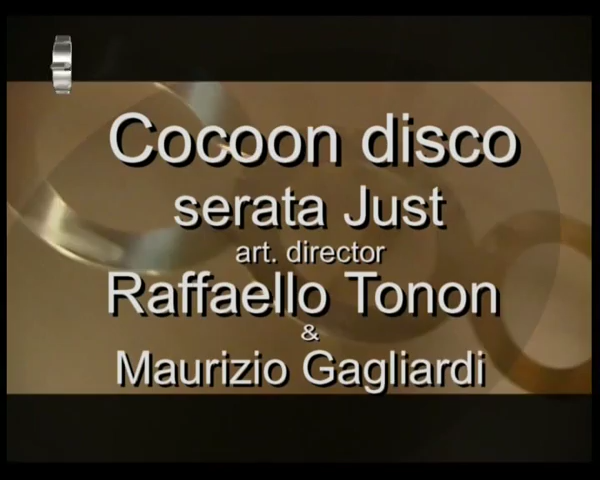 Cocoon disco
serata Just
art. director
Raffaello Tonon
&
Maurizio Gagliardi